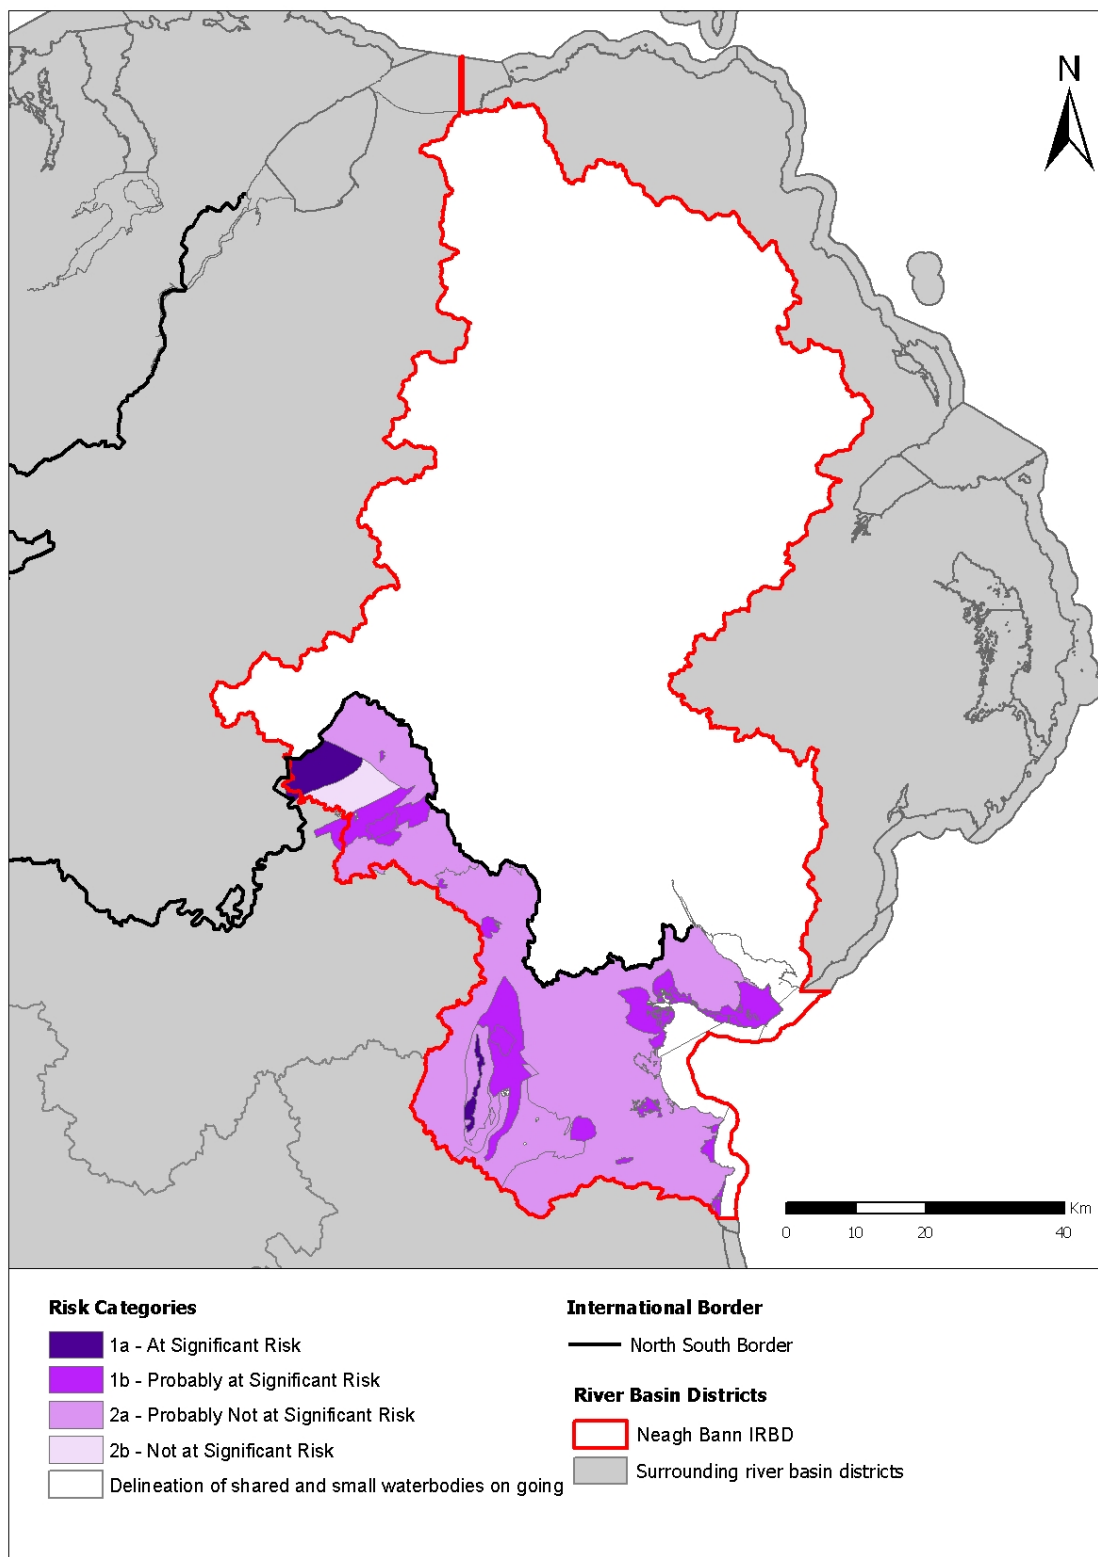 N
Km
0 10 20 40
Risk Categories
1a - At Significant Risk
1b - Probably at Significant Risk
2a - Probably Not at Significant Risk
2b - Not at Significant Risk
Delineation of shared and small waterbodies on going
International Border
North South Border
River Basin Districts
Neagh Bann IRBD
Surrounding river basin districts